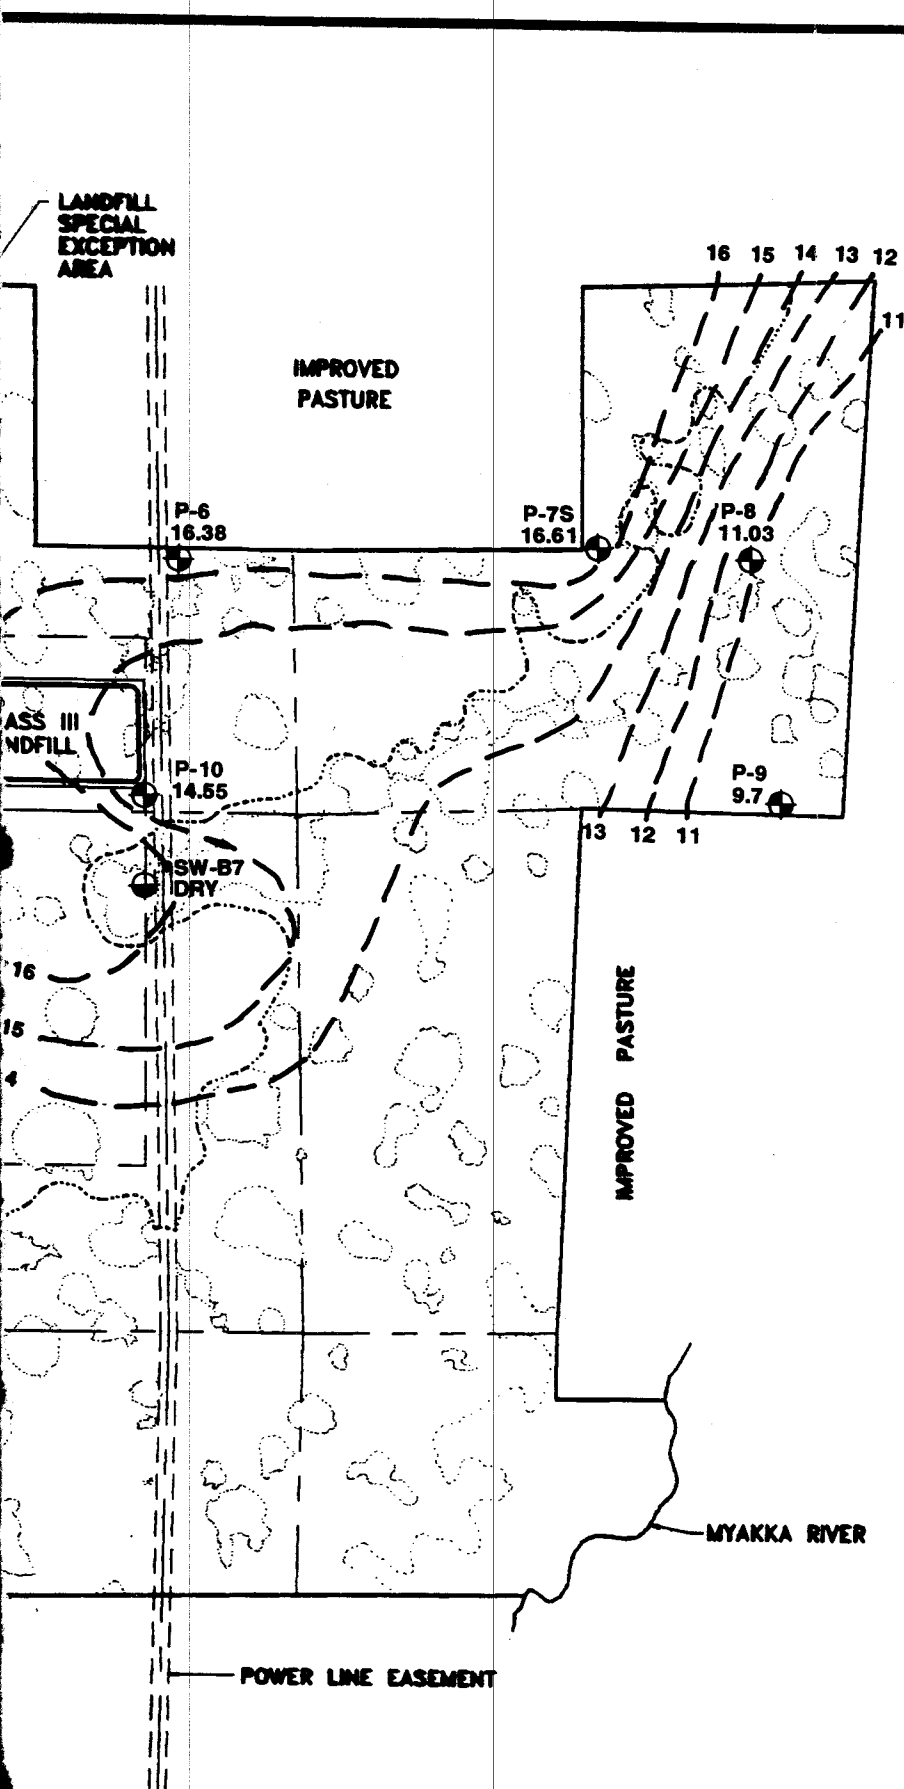 LANDFILL
SPECIAL
EXCEPTION
AREA
16 15 14 13 12
11
IMPROVED
PASTURE
P-6
16.38
P-7S
16.61
P-8
11.03
ASS III
NDFILL
P-10
14.55
P-9
9.7
13 12 11
SW-B7
DRY
16
15
4
IMPROVED PASTURE
MYAKKA RIVER
POWER LINE EASEMENT